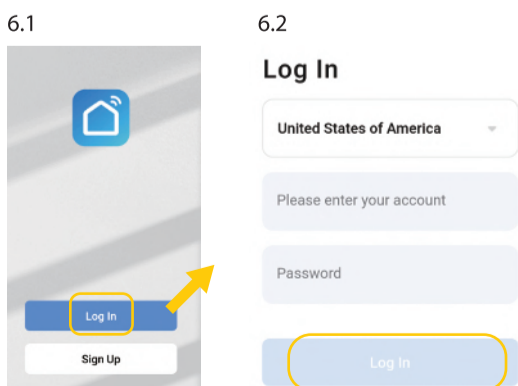 6.1
6.2
Log In
Sign Up
Log In
United States of America
Please enter your account
Password
Log In